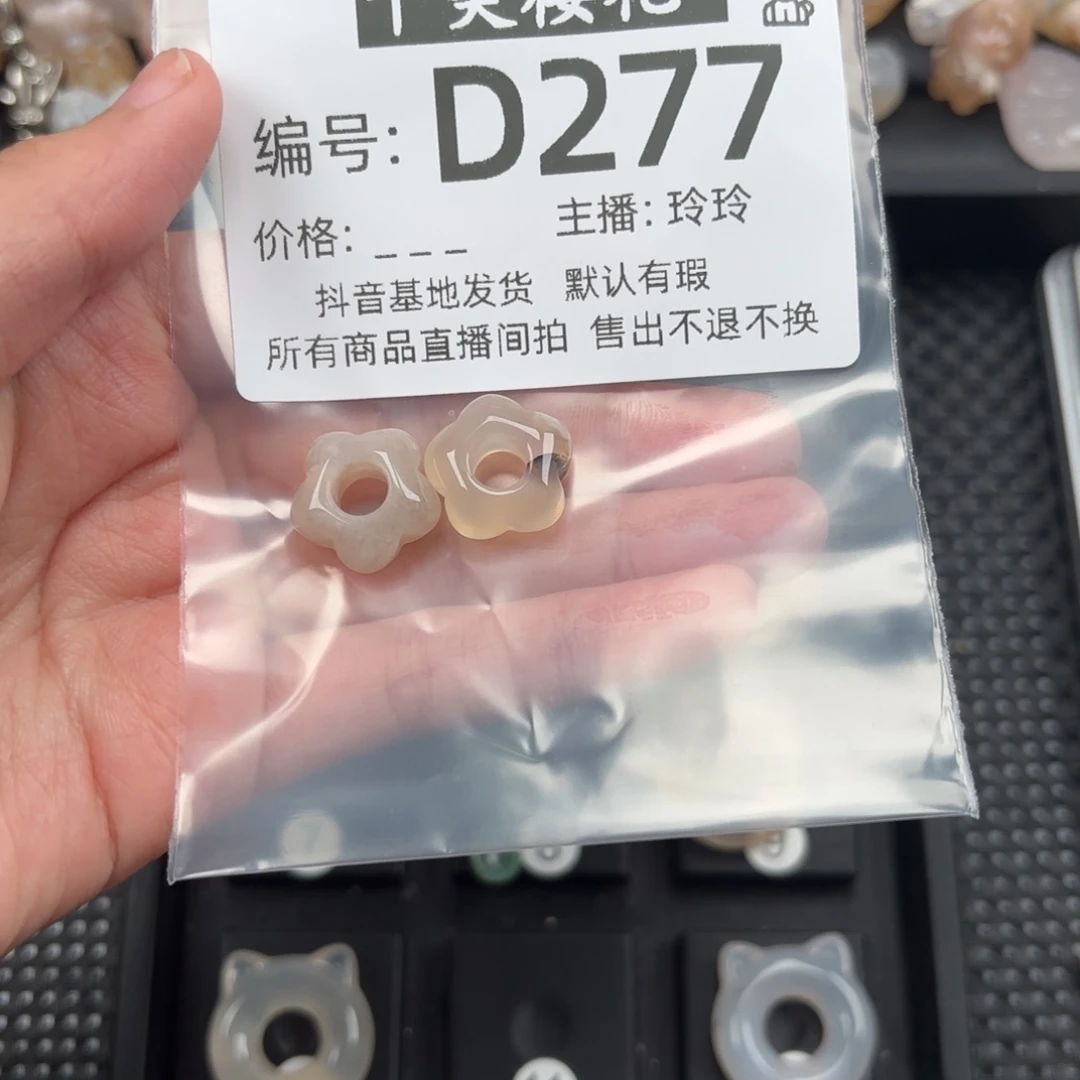 编号: D277
价格: _ _ _ 主播: 玲玲
抖音基地发货 默认有瑕
所有商品直播间拍 售出不退不换